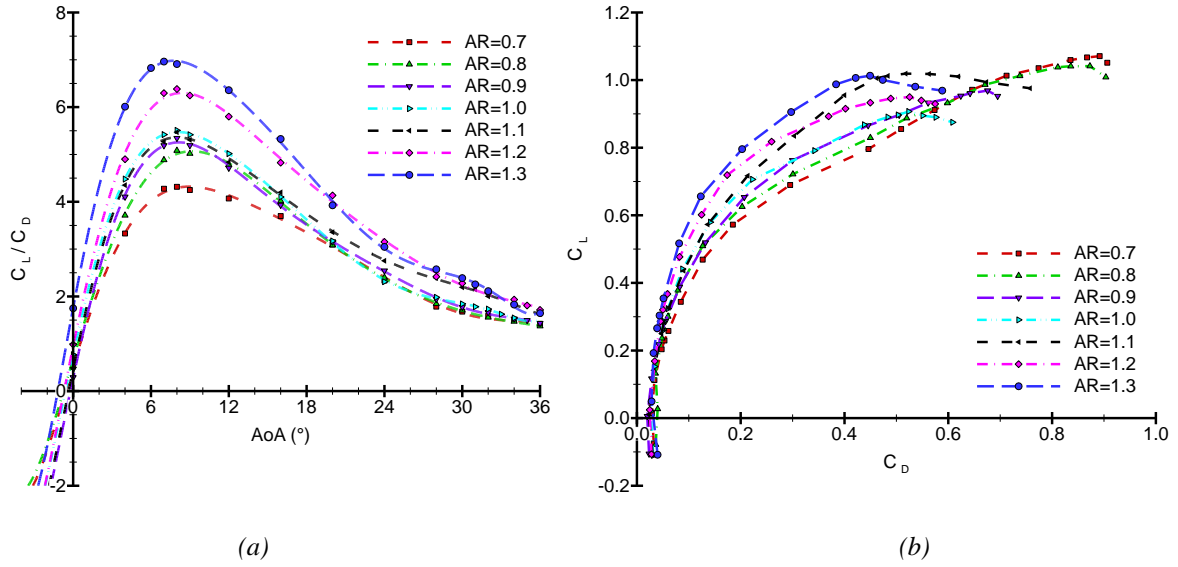 8
6
4
2
0
-2
C L / C D
0
6
12
18
24
30
36
AoA (°)
AR=0.7
AR=0.8
AR=0.9
AR=1.0
AR=1.1
AR=1.2
AR=1.3
(a)
1.2
1.0
0.8
0.6
0.4
0.2
0.0
-0.2
C L
0.0
0.2
0.4
0.6
0.8
1.0
C D
AR=0.7
AR=0.8
AR=0.9
AR=1.0
AR=1.1
AR=1.2
AR=1.3
(b)